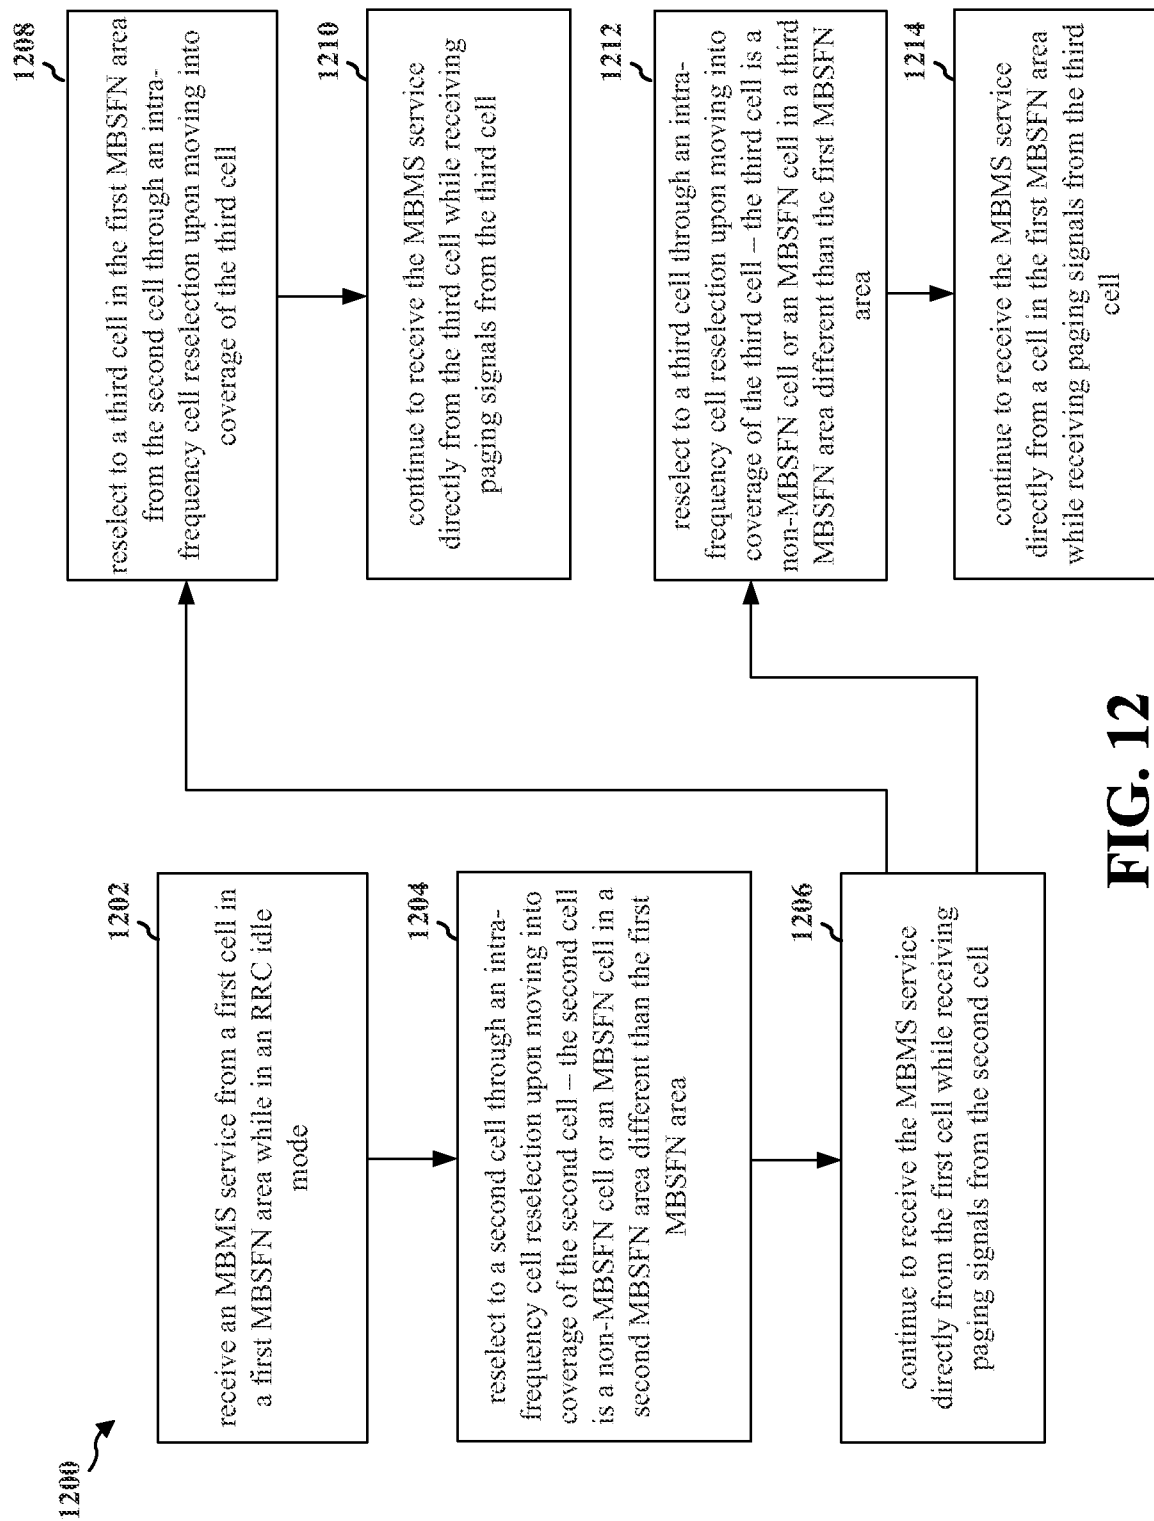 1200
1202
receive an MBMS service from a first cell in
a first MBSFN area while in an RRC idle
mode
1204
reselect to a second cell through an intra-
frequency cell reselection upon moving into
coverage of the second cell – the second cell
is a non-MBSFN cell or an MBSFN cell in a
second MBSFN area different than the first
MBSFN area
1206
continue to receive the MBMS service
directly from the first cell while receiving
paging signals from the second cell
1208
reselect to a third cell in the first MBSFN area
from the second cell through an intra-
frequency cell reselection upon moving into
coverage of the third cell
1210
continue to receive the MBMS service
directly from the third cell while receiving
paging signals from the third cell
1212
reselect to a third cell through an intra-
frequency cell reselection upon moving into
coverage of the third cell – the third cell is a
non-MBSFN cell or an MBSFN cell in a third
MBSFN area different than the first MBSFN
area
1214
continue to receive the MBMS service
directly from a cell in the first MBSFN area
while receiving paging signals from the third
cell
FIG. 12